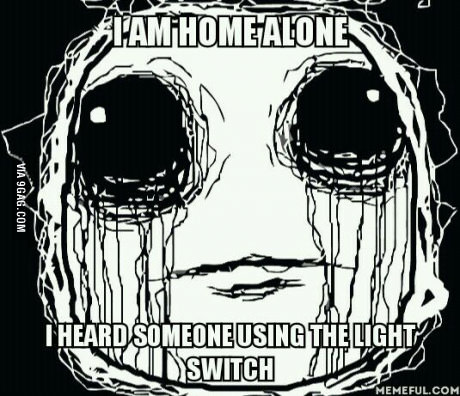 I AM HOME ALONE
VIA 9GAG.COM
I HEARD SOMEONE USING THE LIGHT
SWITCH
MEMEFUL.COM